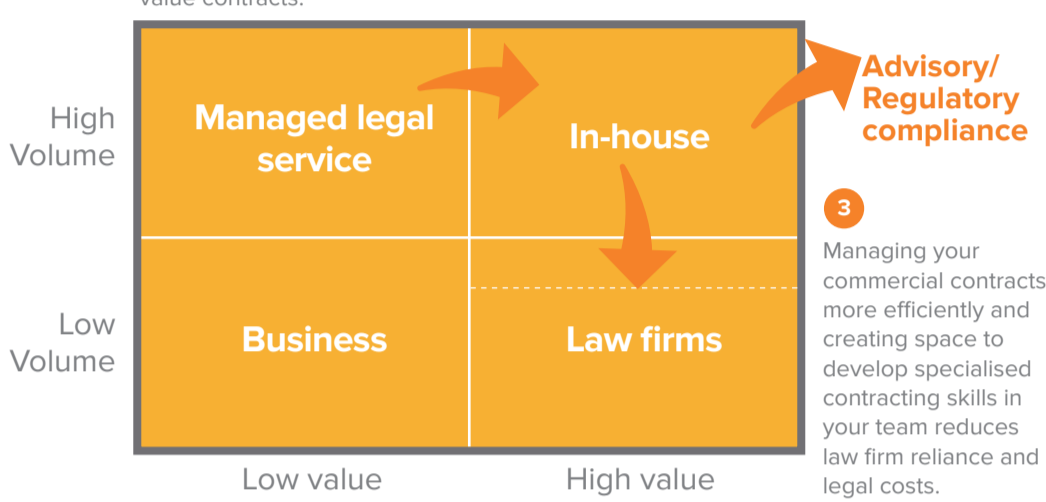 value contracts.
High
Volume
Managed legal
service
In-house
Advisory/
Regulatory
compliance
3
Managing your
commercial contracts
more efficiently and
creating space to
develop specialised
contracting skills in
your team reduces
law firm reliance and
legal costs.
Low
Volume
Business
Law firms
Low value
High value